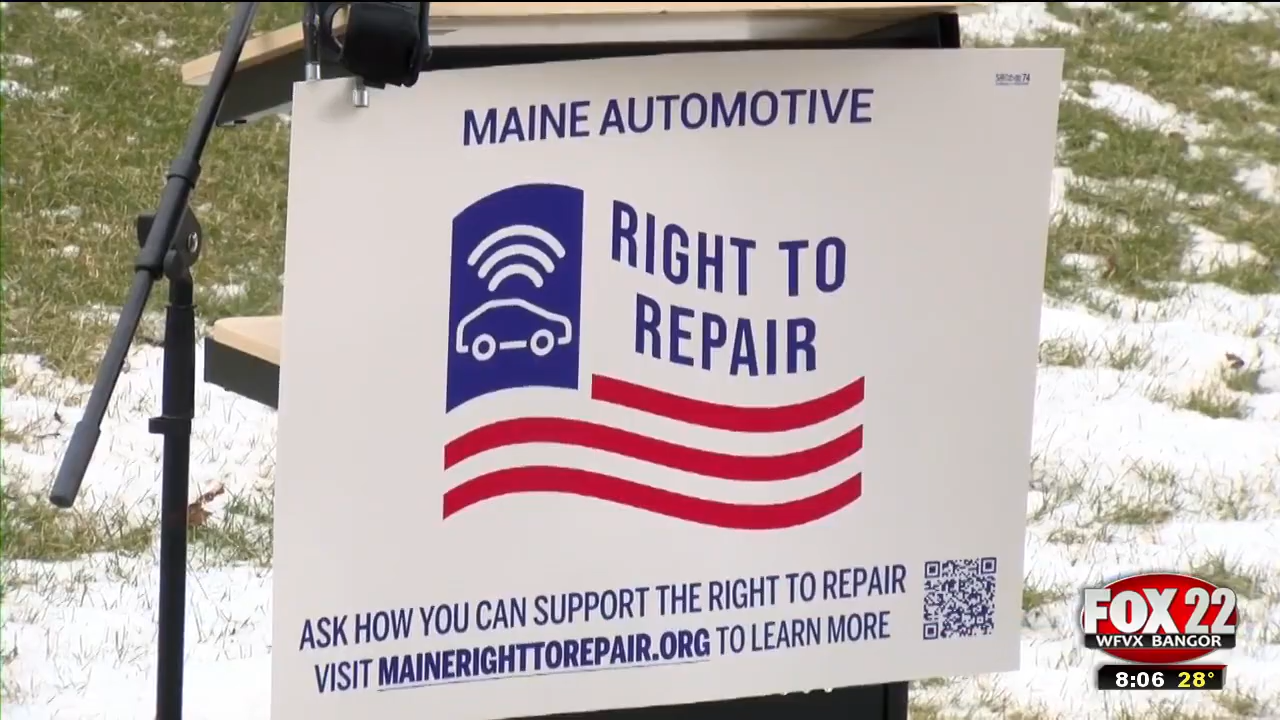 MAINE AUTOMOTIVE
RIGHT TO
REPAIR
ASK HOW YOU CAN SUPPORT THE RIGHT TO REPAIR
VISIT MAINERIGHTTOREPAIR.ORG TO LEARN MORE
FOX 22
WFVX BANGOR
8:06 28°